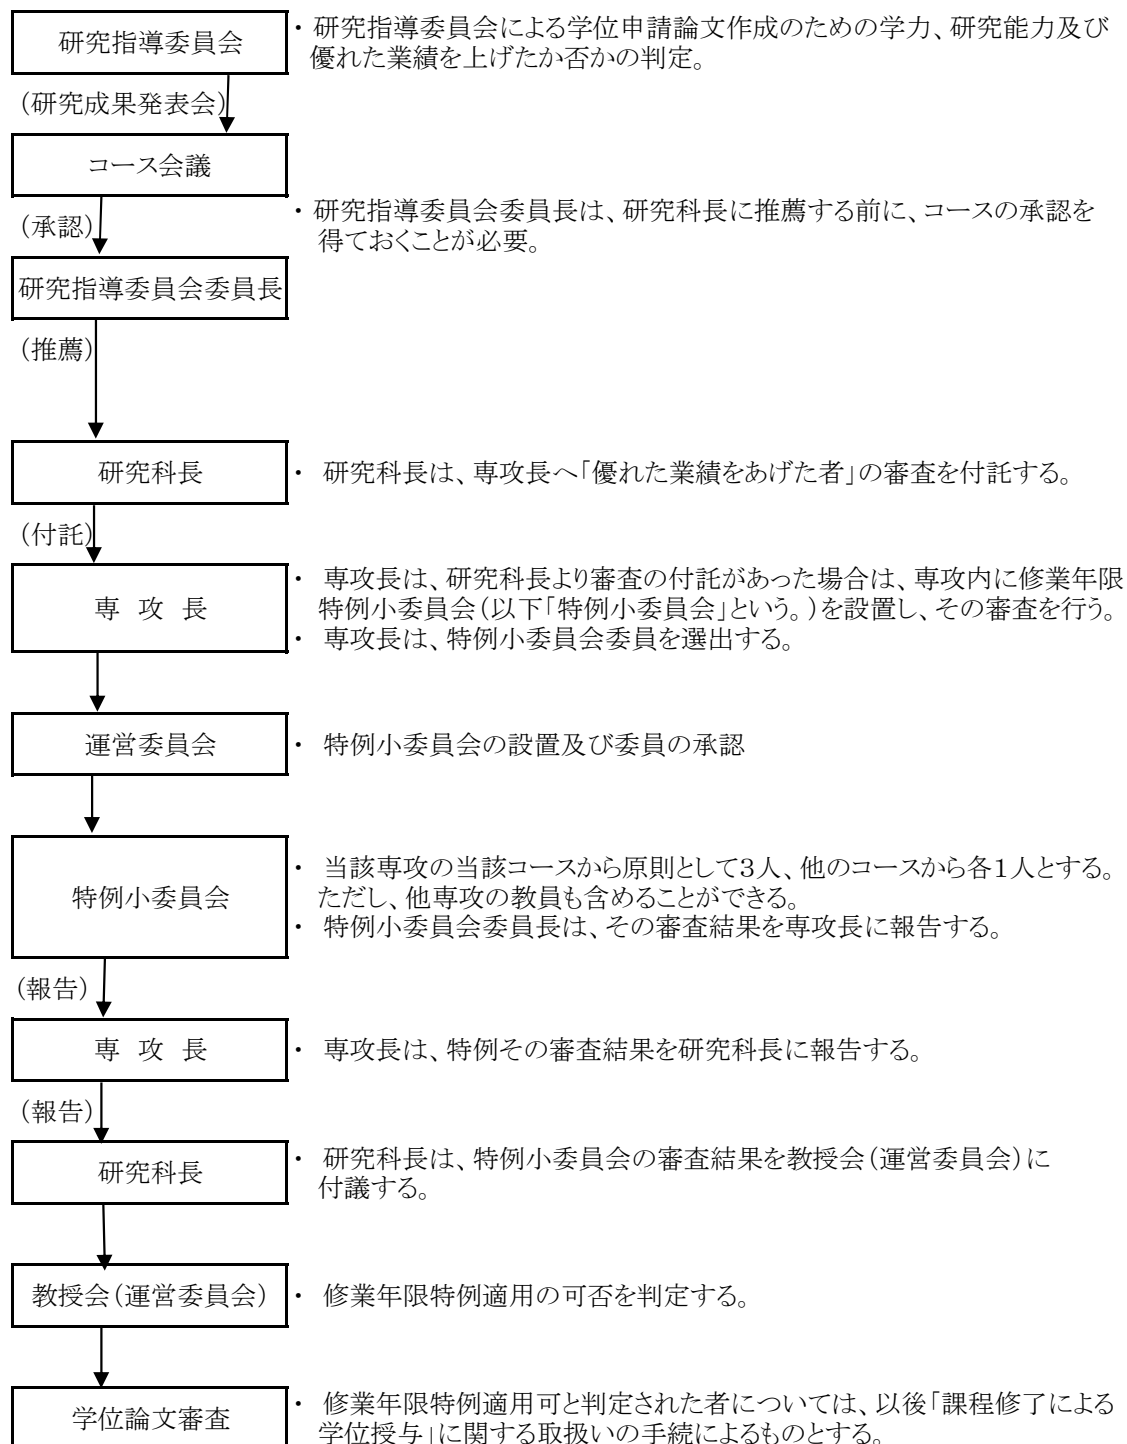 研究指導委員会
・研究指導委員会による学位申請論文作成のための学力、研究能力及び
優れた業績を上げたか否かの判定。
(研究成果発表会)
コース会議
(承認)
・研究指導委員会委員長は、研究科長に推薦する前に、コースの承認を
得ておくことが必要。
研究指導委員会委員長
(推薦)
研究科長
・ 研究科長は、専攻長へ「優れた業績をあげた者」の審査を付託する。
(付託)
専 攻 長
・ 専攻長は、研究科長より審査の付託があった場合は、専攻内に修業年限
特例小委員会(以下「特例小委員会」という。)を設置し、その審査を行う。
・ 専攻長は、特例小委員会委員を選出する。
運営委員会
・ 特例小委員会の設置及び委員の承認
特例小委員会
・ 当該専攻の当該コースから原則として3人、他のコースから各1人とする。
ただし、他専攻の教員も含めることができる。
・ 特例小委員会委員長は、その審査結果を専攻長に報告する。
(報告)
専 攻 長
・ 専攻長は、特例その審査結果を研究科長に報告する。
(報告)
研究科長
・ 研究科長は、特例小委員会の審査結果を教授会(運営委員会)に
付議する。
教授会(運営委員会)
・ 修業年限特例適用の可否を判定する。
学位論文審査
・ 修業年限特例適用可と判定された者については、以後「課程修了による
学位授与」に関する取扱いの手続によるものとする。